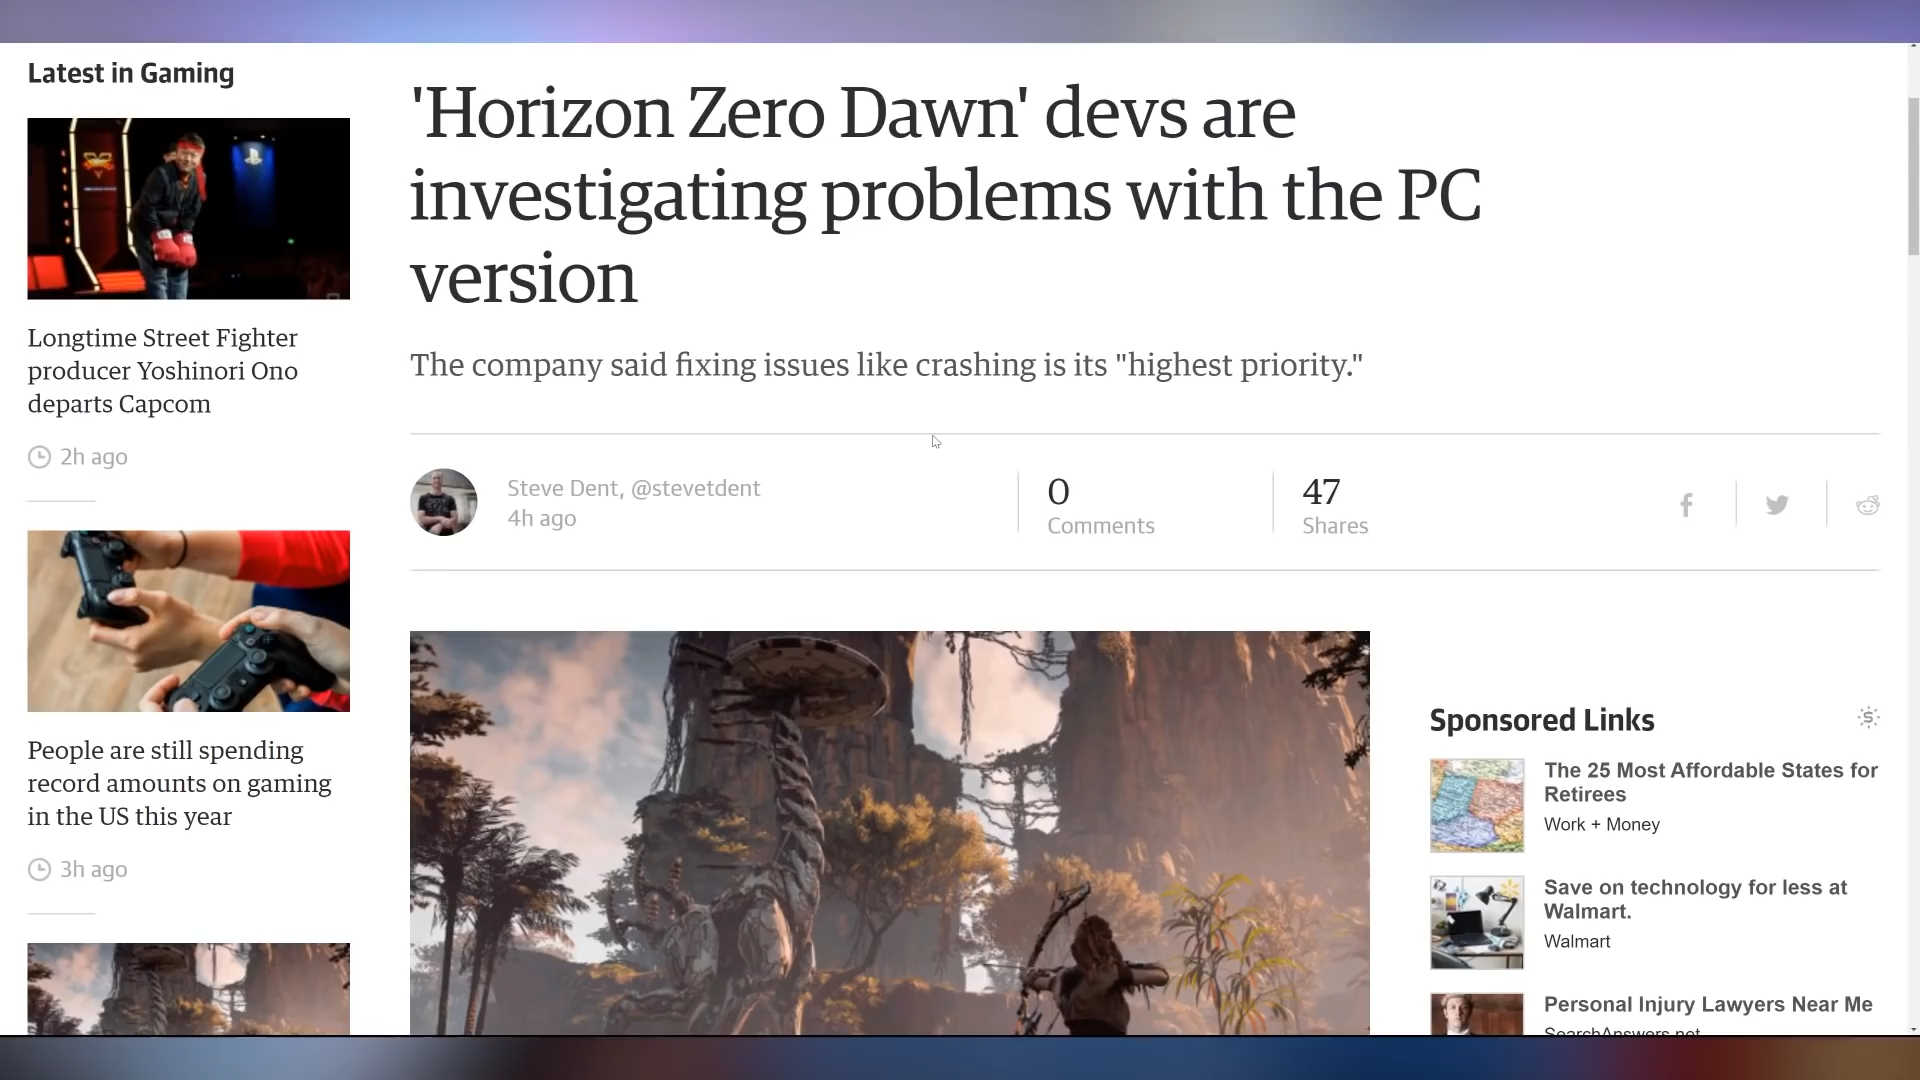 Latest in Gaming
Longtime Street Fighter
producer Yoshinori Ono
departs Capcom
2h ago
People are still spending
record amounts on gaming
in the US this year
3h ago
'Horizon Zero Dawn' devs are
investigating problems with the PC
version
The company said fixing issues like crashing is its "highest priority."
Steve Dent, @stevetdent
4h ago
0
Comments
47
Shares
Sponsored Links
The 25 Most Affordable States for
Retirees
Work + Money
Save on technology for less at
Walmart.
Walmart
Personal Injury Lawyers Near Me
SearchAnswers.net